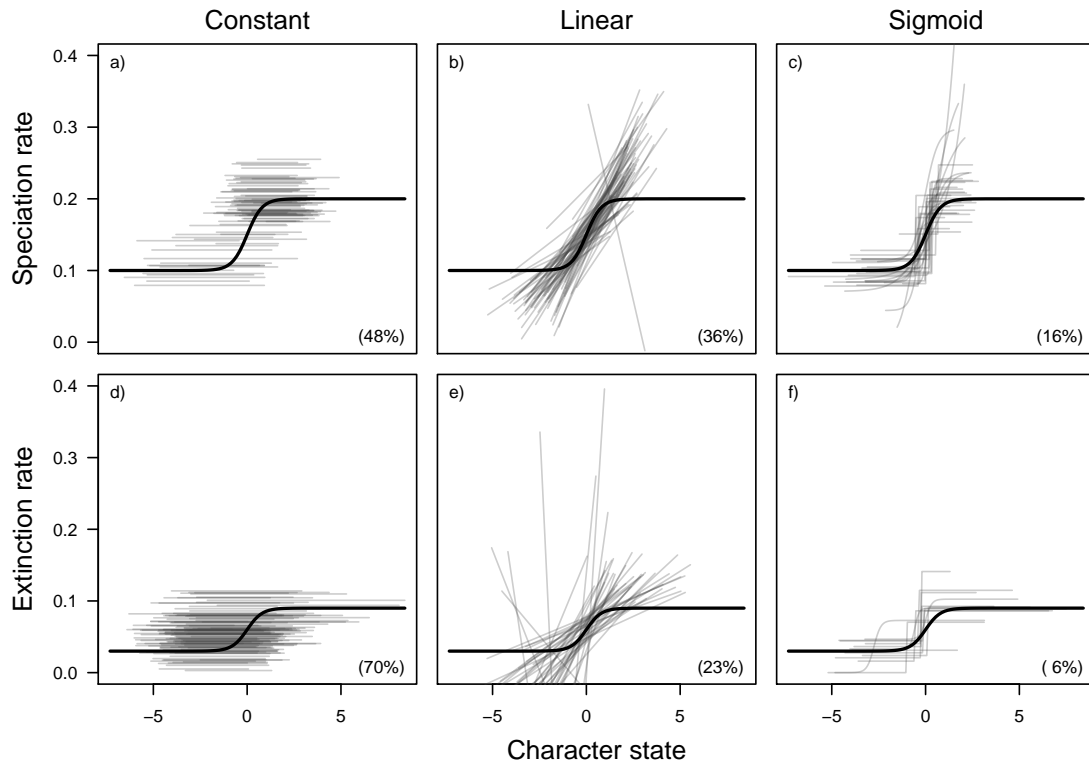 Constant Linear Sigmoid
a) b) c)
Speciation rate
0.4
0.3
0.2
0.1
0.0
(48%) (36%) (16%)
d) e) f)
Extinction rate
0.4
0.3
0.2
0.1
0.0
(70%) (23%) ( 6%)
−5 0 5 −5 0 5 −5 0 5
Character state